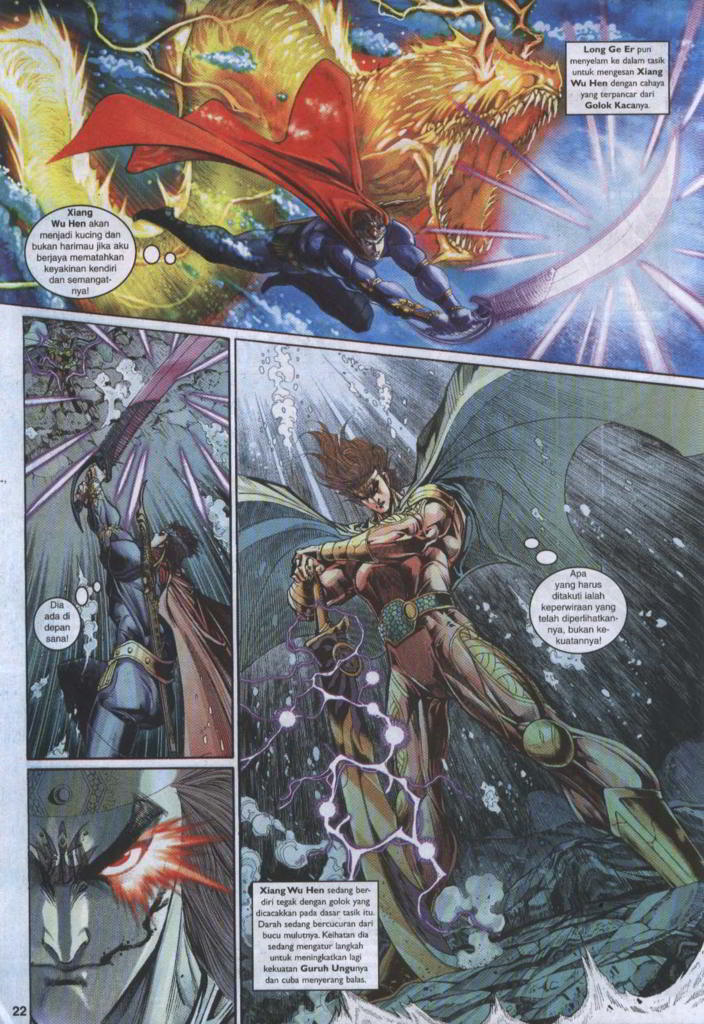 Long Ge Er pun
menyelam ke dalam tasik
untuk mengesan Xiang
Wu Hen dengan cahaya
yang terpancar dari
Golok Kacanya.
Xiang
Wu Hen akan
menjadi kucing dan
bukan harimau jika aku
berjaya mematahkan
keyakinan kendiri
dan semangat-
nya!
Dia
ada di
depan
sana!
Apa
yang harus
ditakuti ialah
keperwiraan yang
telah diperlihatkan-
nya, bukan ke-
kuatannya!
Xiang Wu Hen sedang ber-
diri tegak dengan golok yang
dicacakkan pada dasar tasik itu.
Darah sedang bercucuran dari
bucu mulutnya. Keihatan dia
sedang mengatur langkah
untuk meningkatkan lagi
kekuatan Guruh Ungunya
dan cuba menyerang balas.
22